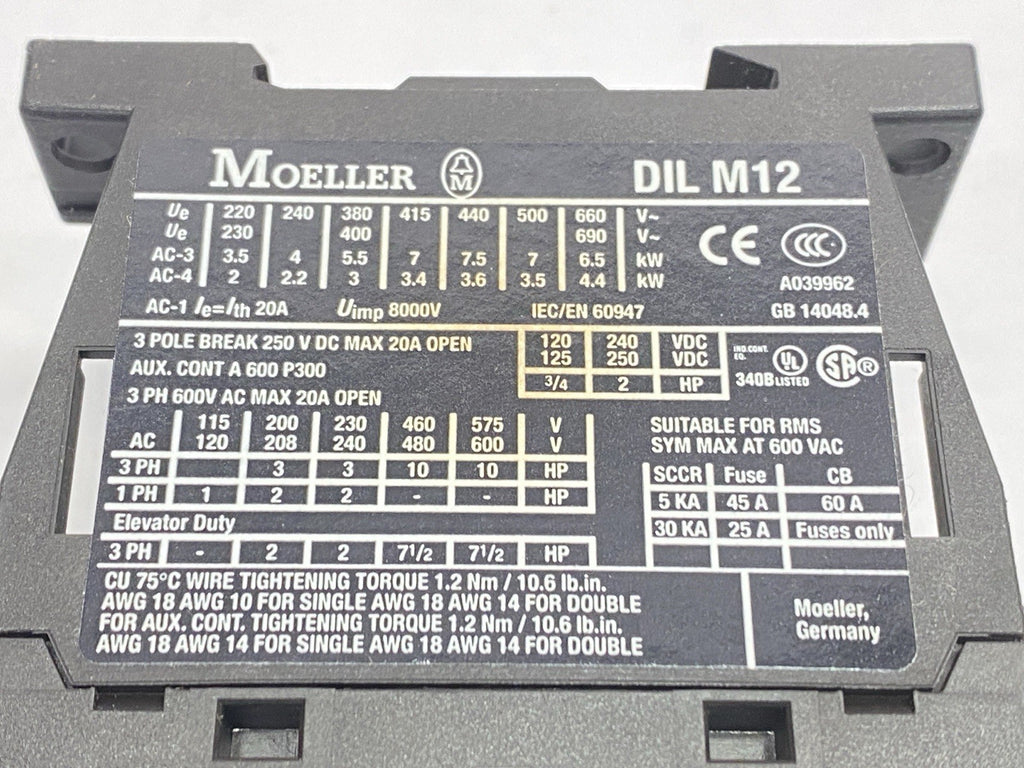 MOELLER M DIL M12
Ue 220 240 380 415 440 500 660 V~
Ue 230 400 690 V~
AC-3 3.5 4 5.5 7 7.5 7 6.5 kW
AC-4 2 2.2 3 3.4 3.6 3.5 4.4 kW
AC-1 Ie=Ith 20A Uimp 8000V IEC/EN 60947
CE CCC
A039962
GB 14048.4
3 POLE BREAK 250 V DC MAX 20A OPEN
AUX. CONT A 600 P300
3 PH 600V AC MAX 20A OPEN
120 240 VDC
125 250 VDC
3/4 2 HP
IND.CONT.
EQ.
340B UL LISTED SA®
115 200 230 460 575 V
AC 120 208 240 480 600 V
3 PH 3 3 10 10 HP
1 PH 1 2 2 - - HP
Elevator Duty
3 PH - 2 2 71/2 71/2 HP
SUITABLE FOR RMS
SYM MAX AT 600 VAC
SCCR Fuse CB
5 KA 45 A 60 A
30 KA 25 A Fuses only
CU 75°C WIRE TIGHTENING TORQUE 1.2 Nm / 10.6 lb.in.
AWG 18 AWG 10 FOR SINGLE AWG 18 AWG 14 FOR DOUBLE
FOR AUX. CONT. TIGHTENING TORQUE 1.2 Nm / 10.6 lb.in.
AWG 18 AWG 14 FOR SINGLE AWG 18 AWG 14 FOR DOUBLE
Moeller,
Germany